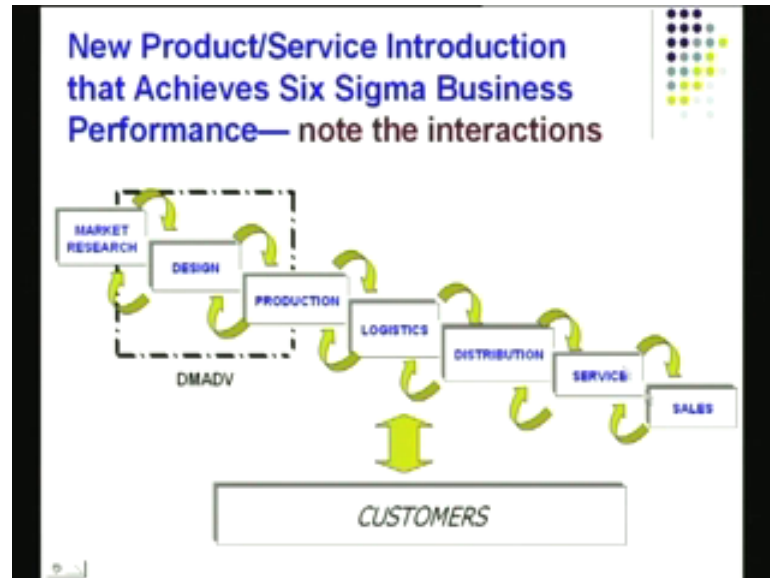 New Product/Service Introduction
that Achieves Six Sigma Business
Performance— note the interactions
MARKET
RESEARCH
DESIGN
PRODUCTION
LOGISTICS
DISTRIBUTION
SERVICE
SALES
DMADV
CUSTOMERS